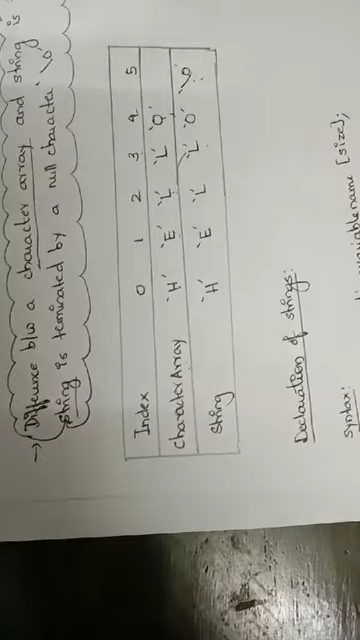 → Difference b/w a character array and string is
string is terminated by a null character '\0
Index 0 1 2 3 4 5
Character Array 'H' 'E' 'L' 'L' 'O'
String 'H' 'E' 'L' 'L' 'O' '\0
Declaration of strings:
Syntax: variablename [size];